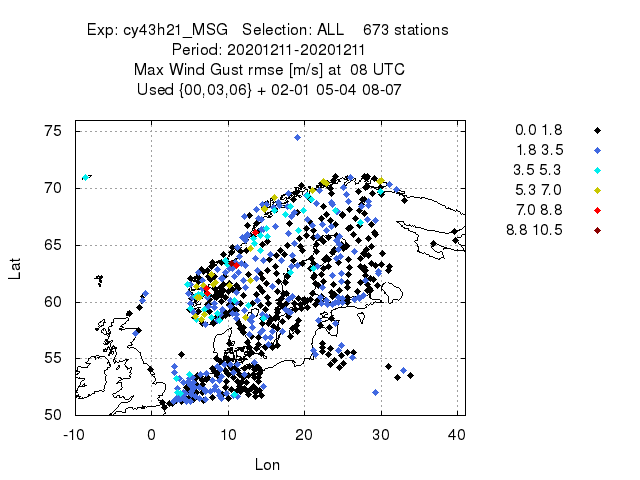 Exp: cy43h21_MSG   Selection: ALL    673 stations
Period: 20201211-20201211
Max Wind Gust rmse [m/s] at  08 UTC
Used {00,03,06} + 02-01 05-04 08-07
75
70
65
60
55
50
Lat
-10 0 10 20 30 40
Lon
0.0 1.8
1.8 3.5
3.5 5.3
5.3 7.0
7.0 8.8
8.8 10.5